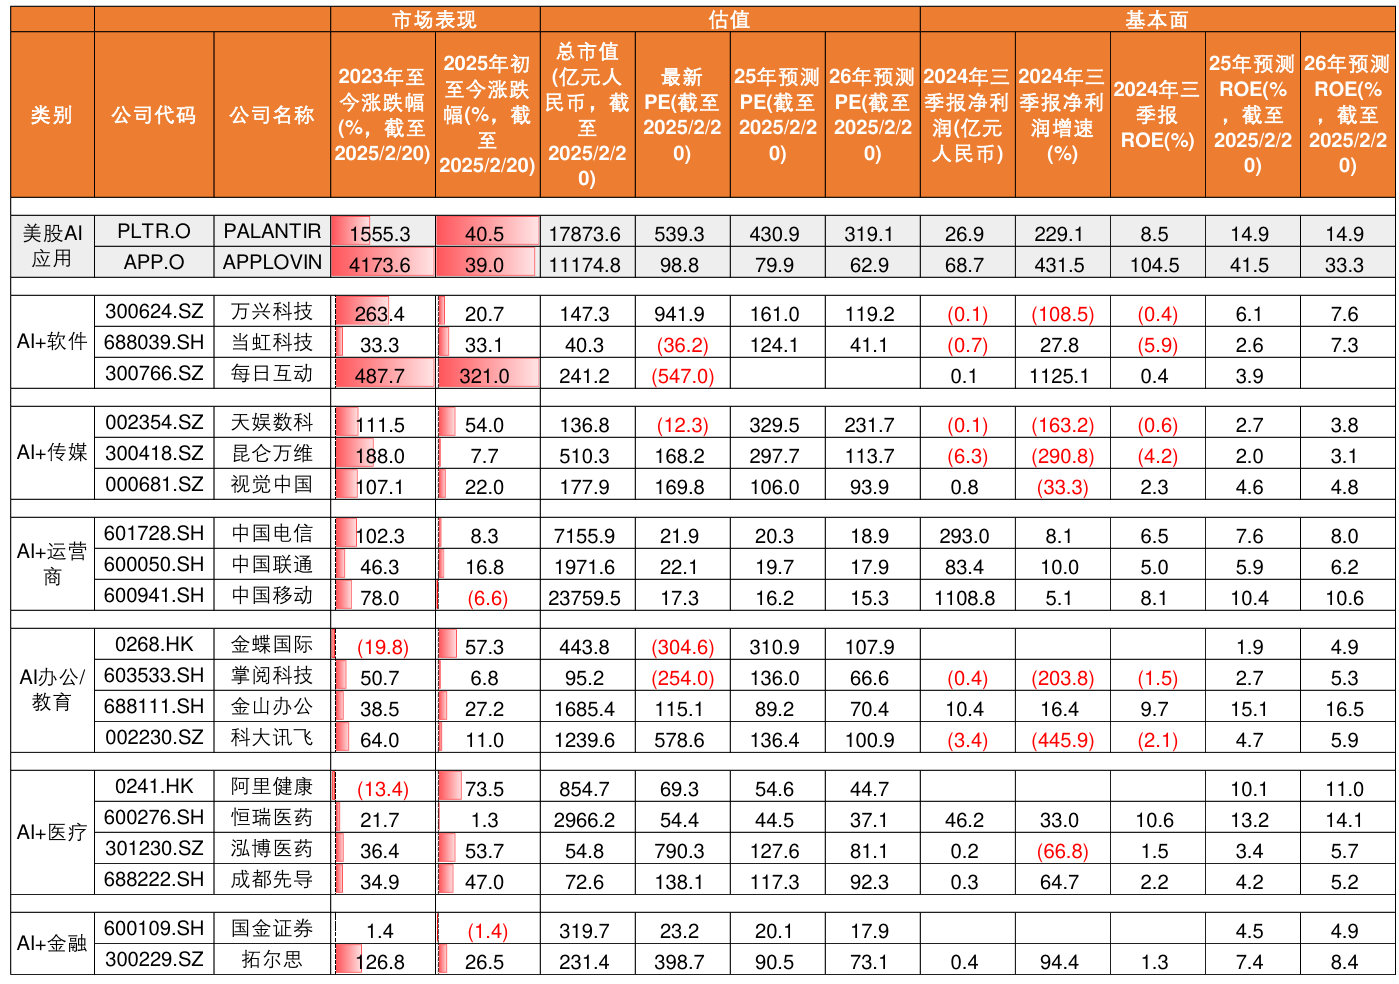 市场表现 估值 基本面
类别 公司代码 公司名称 2023年至今涨跌幅(%，截至2025/2/20) 2025年初至今涨跌幅(%，截至2025/2/20) 总市值(亿元人民币，截至2025/2/20) 最新PE(截至2025/2/20) 25年预测PE(截至2025/2/20) 26年预测PE(截至2025/2/20) 2024年三季报净利润(亿元人民币) 2024年三季报净利润增速(%) 2024年三季报ROE(%) 25年预测ROE(%，截至2025/2/20) 26年预测ROE(%，截至2025/2/20)
美股AI应用
PLTR.O PALANTIR 1555.3 40.5 17873.6 539.3 430.9 319.1 26.9 229.1 8.5 14.9 14.9
APP.O APPLOVIN 4173.6 39.0 11174.8 98.8 79.9 62.9 68.7 431.5 104.5 41.5 33.3
AI+软件
300624.SZ 万兴科技 263.4 20.7 147.3 941.9 161.0 119.2 (0.1) (108.5) (0.4) 6.1 7.6
688039.SH 当虹科技 33.3 33.1 40.3 (36.2) 124.1 41.1 (0.7) 27.8 (5.9) 2.6 7.3
300766.SZ 每日互动 487.7 321.0 241.2 (547.0) 0.1 1125.1 0.4 3.9
AI+传媒
002354.SZ 天娱数科 111.5 54.0 136.8 (12.3) 329.5 231.7 (0.1) (163.2) (0.6) 2.7 3.8
300418.SZ 昆仑万维 188.0 7.7 510.3 168.2 297.7 113.7 (6.3) (290.8) (4.2) 2.0 3.1
000681.SZ 视觉中国 107.1 22.0 177.9 169.8 106.0 93.9 0.8 (33.3) 2.3 4.6 4.8
AI+运营商
601728.SH 中国电信 102.3 8.3 7155.9 21.9 20.3 18.9 293.0 8.1 6.5 7.6 8.0
600050.SH 中国联通 46.3 16.8 1971.6 22.1 19.7 17.9 83.4 10.0 5.0 5.9 6.2
600941.SH 中国移动 78.0 (6.6) 23759.5 17.3 16.2 15.3 1108.8 5.1 8.1 10.4 10.6
AI办公/教育
0268.HK 金蝶国际 (19.8) 57.3 443.8 (304.6) 310.9 107.9 1.9 4.9
603533.SH 掌阅科技 50.7 6.8 95.2 (254.0) 136.0 66.6 (0.4) (203.8) (1.5) 2.7 5.3
688111.SH 金山办公 38.5 27.2 1685.4 115.1 89.2 70.4 10.4 16.4 9.7 15.1 16.5
002230.SZ 科大讯飞 64.0 11.0 1239.6 578.6 136.4 100.9 (3.4) (445.9) (2.1) 4.7 5.9
AI+医疗
0241.HK 阿里健康 (13.4) 73.5 854.7 69.3 54.6 44.7 10.1 11.0
600276.SH 恒瑞医药 21.7 1.3 2966.2 54.4 44.5 37.1 46.2 33.0 10.6 13.2 14.1
301230.SZ 泓博医药 36.4 53.7 54.8 790.3 127.6 81.1 0.2 (66.8) 1.5 3.4 5.7
688222.SH 成都先导 34.9 47.0 72.6 138.1 117.3 92.3 0.3 64.7 2.2 4.2 5.2
AI+金融
600109.SH 国金证券 1.4 (1.4) 319.7 23.2 20.1 17.9 4.5 4.9
300229.SZ 拓尔思 126.8 26.5 231.4 398.7 90.5 73.1 0.4 94.4 1.3 7.4 8.4